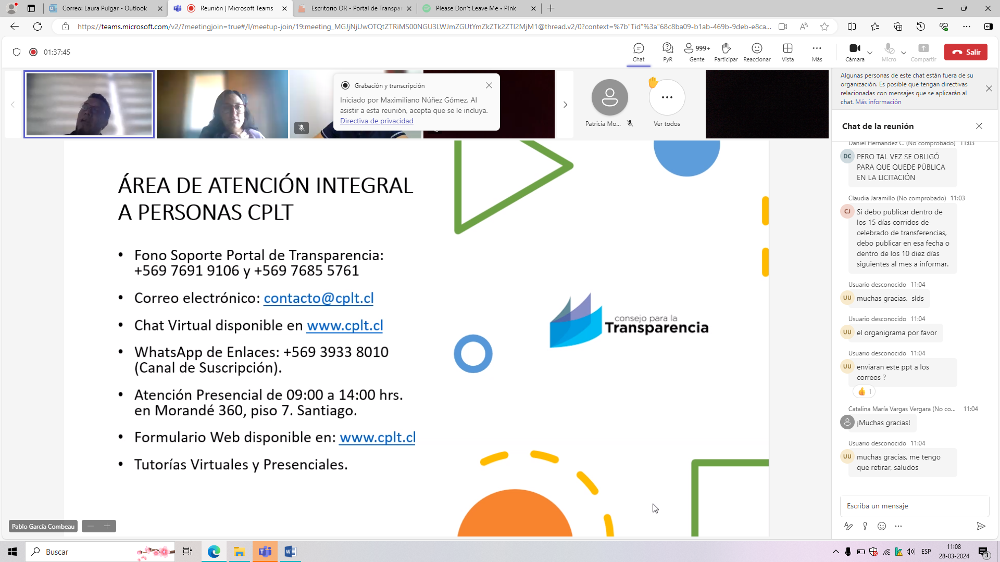 Correo: Laura Pulgar - Outlook
Reunión | Microsoft Teams
Escritorio OR - Portal de Transpa
Please Don't Leave Me • P!nk
https://teams.microsoft.com/v2/?meetingjoin=true#/l/meetup-join/19:meeting_MGJjNjUwOTQtZTRiMS00NGU3LWJmZGUtYmZkZTk2ZTI2MjM1@thread.v2/0?context=%7b"Tid"%3a"68c8ba09-b1ab-469b-9deb-e8ca...
01:37:45
Chat
PyR
999+
Gente
Participar
Reaccionar
Vista
Más
Cámara
Micro
Compartir
Salir
Grabación y transcripción
Iniciado por Maximiliano Núñez Gómez. Al
asistir a esta reunión, acepta que se le incluya.
Directiva de privacidad
Patricia Mo...
Ver todos
ÁREA DE ATENCIÓN INTEGRAL
A PERSONAS CPLT
• Fono Soporte Portal de Transparencia:
+569 7691 9106 y +569 7685 5761
• Correo electrónico: contacto@cplt.cl
• Chat Virtual disponible en www.cplt.cl
• WhatsApp de Enlaces: +569 3933 8010
(Canal de Suscripción).
• Atención Presencial de 09:00 a 14:00 hrs.
en Morandé 360, piso 7. Santiago.
• Formulario Web disponible en: www.cplt.cl
• Tutorías Virtuales y Presenciales.
consejo para la
Transparencia
Pablo García Combeau
Algunas personas de este chat están fuera de su
organización. Es posible que tengan directivas
relacionadas con mensajes que se aplicarán al
chat. Más información
Chat de la reunión
Daniel Hernández C. (No comprobado) 11:03
DC
PERO TAL VEZ SE OBLIGÓ
PARA QUE QUEDE PÚBLICA
EN LA LICITACIÓN
Claudia Jaramillo (No comprobado) 11:03
CJ
Si debo publicar dentro de
los 15 días corridos de
celebrado de transferencias,
debo publicar en esa fecha o
dentro de los 10 diez días
siguientes al mes a informar.
Usuario desconocido 11:04
UU
muchas gracias. slds
Usuario desconocido 11:04
UU
el organigrama por favor
Usuario desconocido 11:04
UU
enviaran este ppt a los
correos ?
1
Catalina María Vargas Vergara (No co... 11:04
¡Muchas gracias!
Usuario desconocido 11:04
UU
muchas gracias, me tengo
que retirar, saludos
Escriba un mensaje
Buscar
ESP
11:08
28-03-2024
3